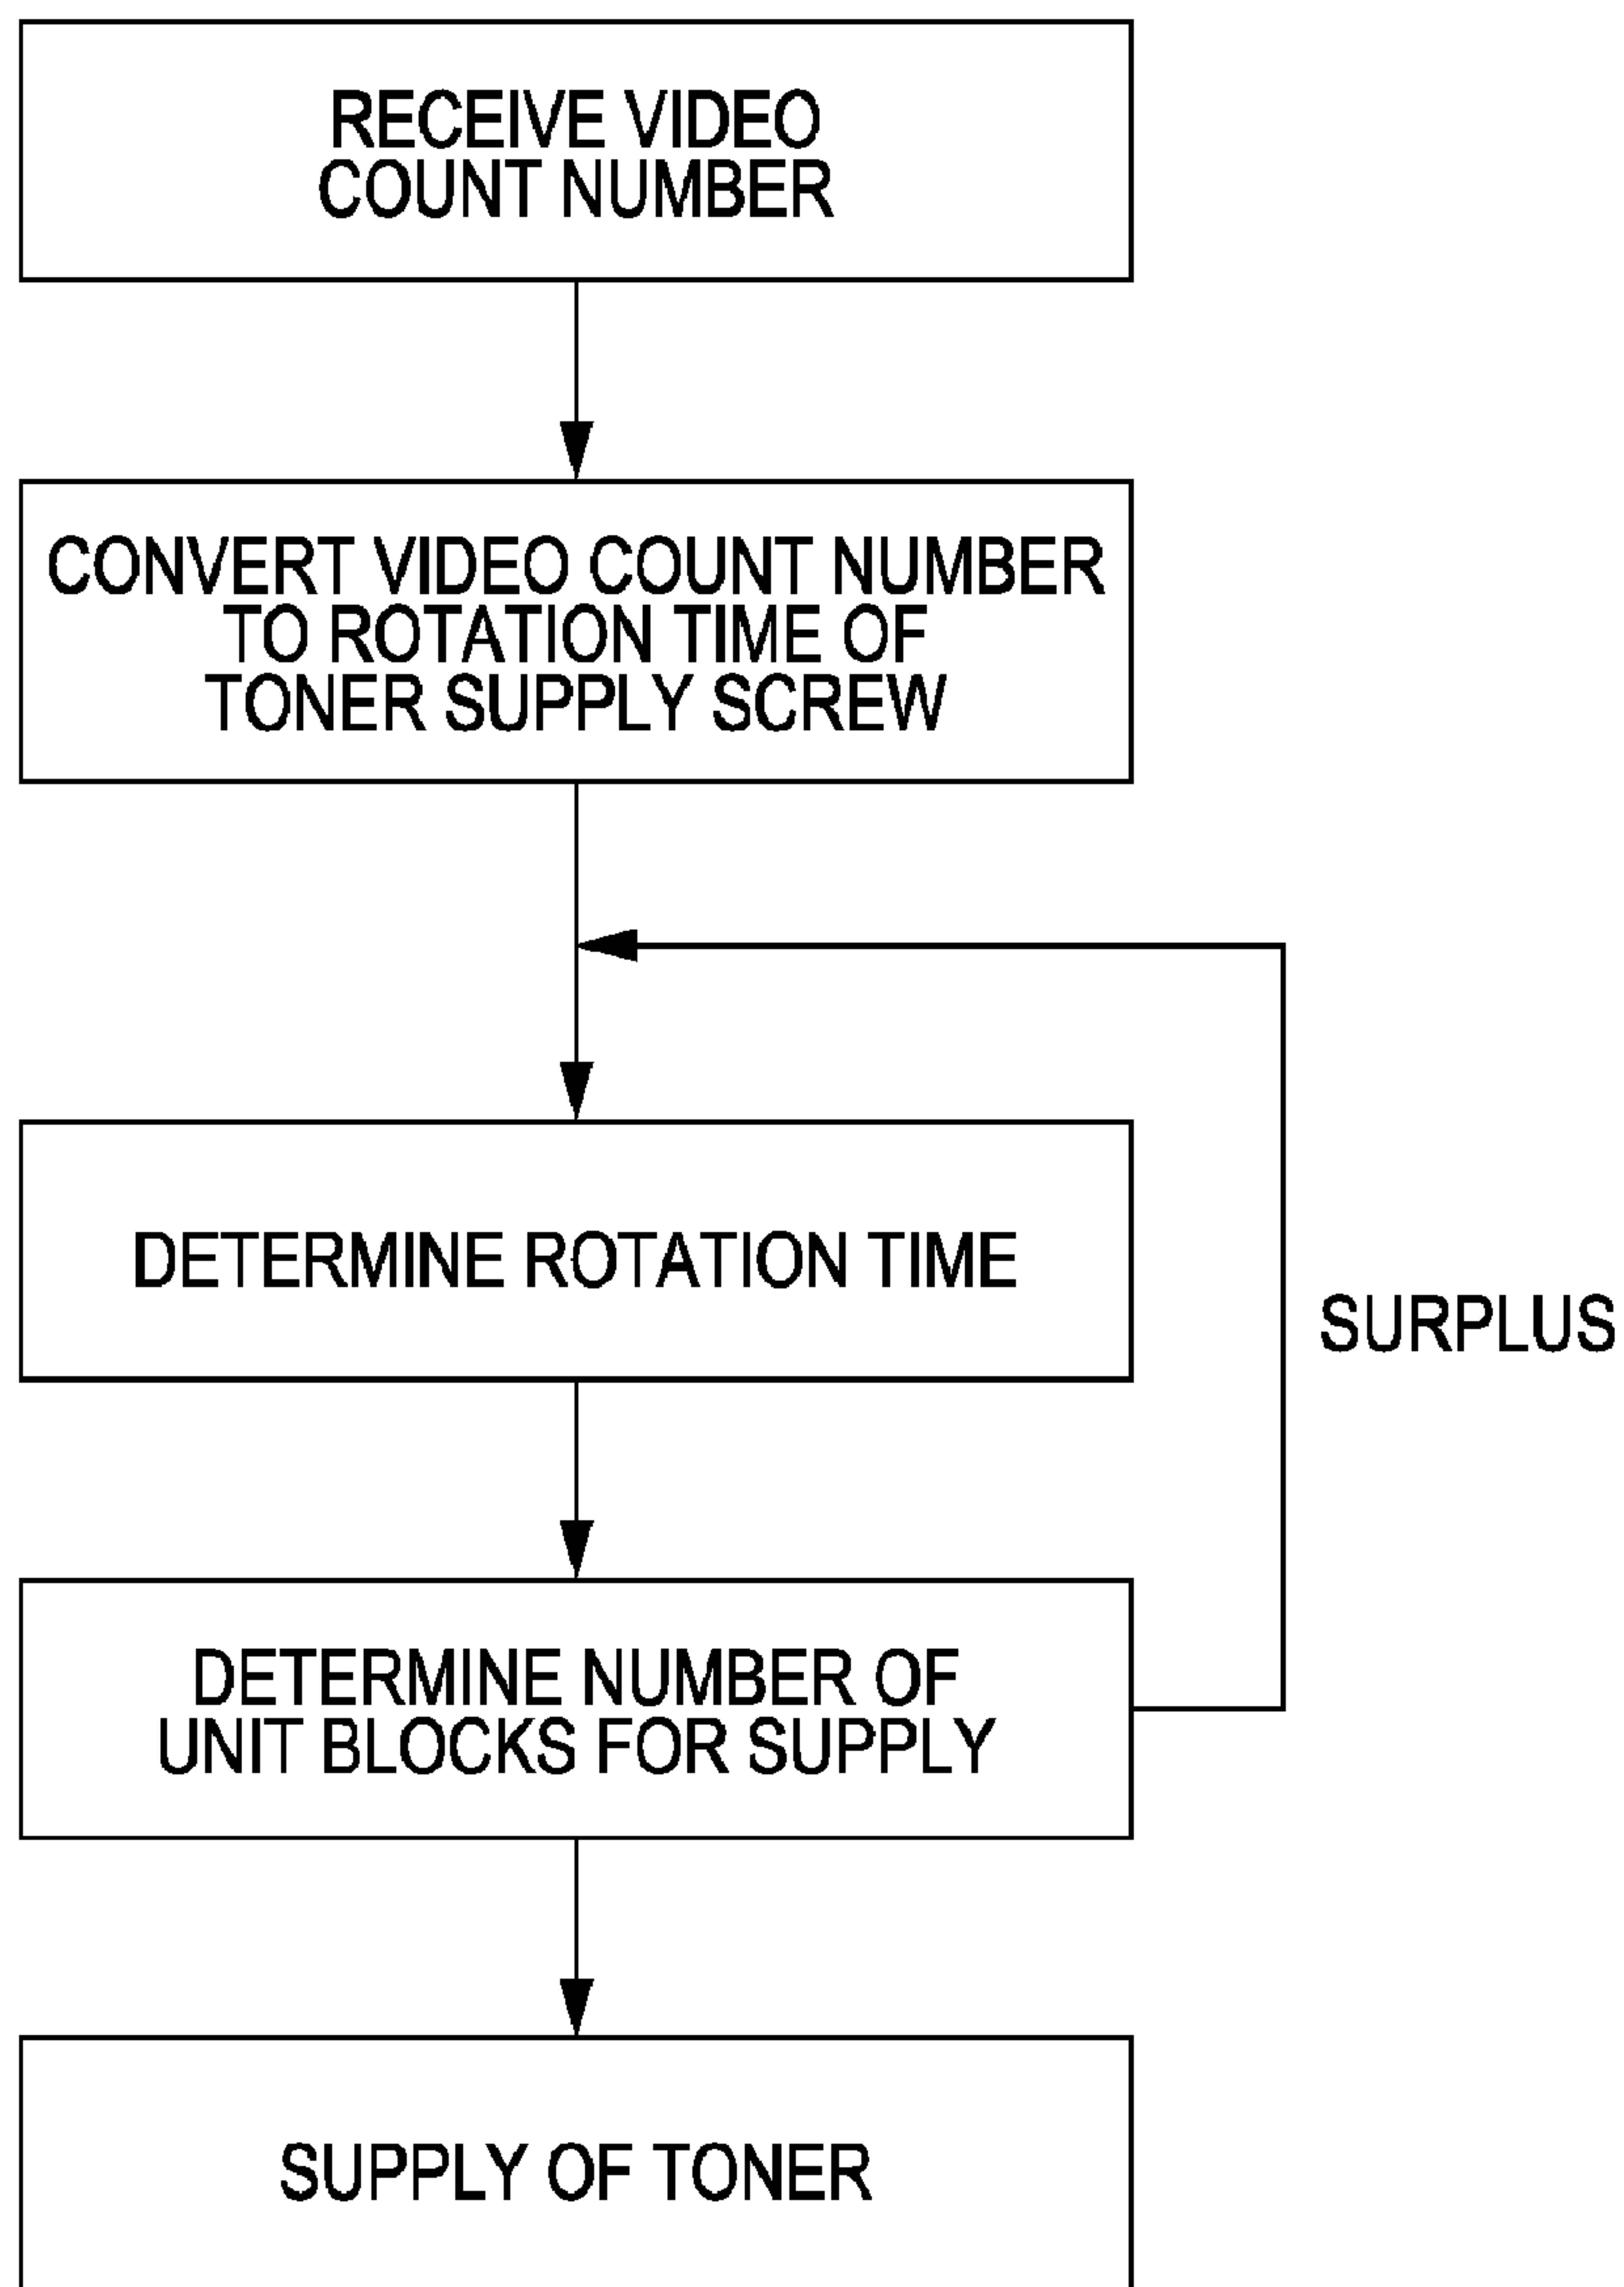 RECEIVE VIDEO
COUNT NUMBER
CONVERT VIDEO COUNT NUMBER
TO ROTATION TIME OF
TONER SUPPLY SCREW
DETERMINE ROTATION TIME
SURPLUS
DETERMINE NUMBER OF
UNIT BLOCKS FOR SUPPLY
SUPPLY OF TONER